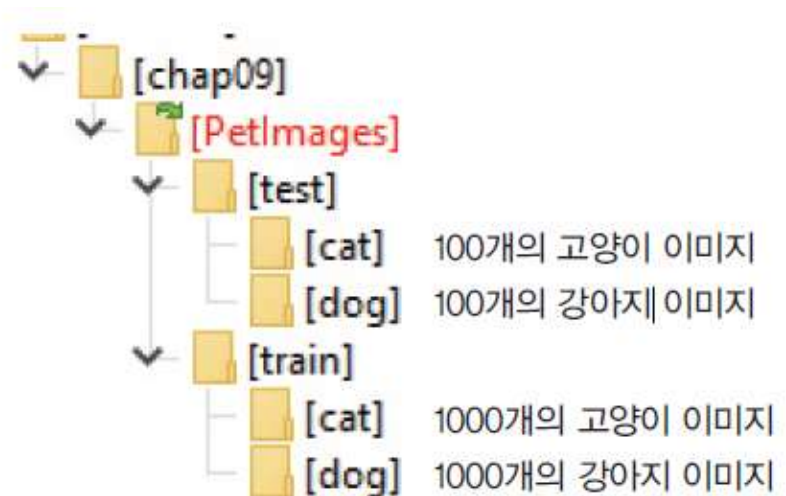 [chap09]
[PetImages]
[test]
[cat] 100개의 고양이 이미지
[dog] 100개의 강아지 이미지
[train]
[cat] 1000개의 고양이 이미지
[dog] 1000개의 강아지 이미지